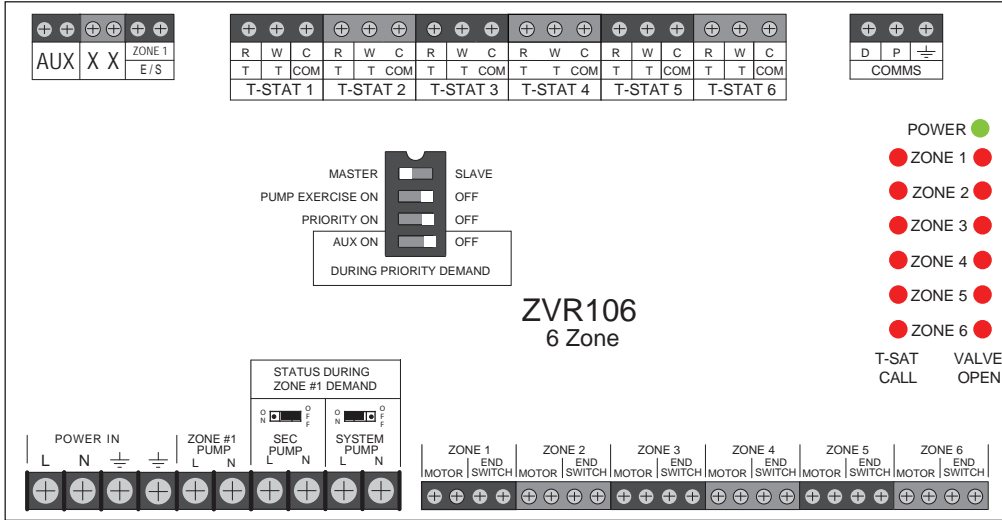 AUX X X ZONE 1
E/S
R W C R W C R W C R W C R W C R W C
T T COM T T COM T T COM T T COM T T COM T T COM
T-STAT 1 T-STAT 2 T-STAT 3 T-STAT 4 T-STAT 5 T-STAT 6
D P
COMMS
POWER
ZONE 1
ZONE 2
ZONE 3
ZONE 4
ZONE 5
ZONE 6
T-SAT CALL
VALVE OPEN
MASTER SLAVE
PUMP EXERCISE ON OFF
PRIORITY ON OFF
AUX ON OFF
DURING PRIORITY DEMAND
ZVR106
6 Zone
STATUS DURING
ZONE #1 DEMAND
ON OFF ON OFF
POWER IN
L N
ZONE #1
PUMP
L N
SEC
PUMP
L N
SYSTEM
PUMP
L N
ZONE 1 ZONE 2 ZONE 3 ZONE 4 ZONE 5 ZONE 6
MOTOR END SWITCH MOTOR END SWITCH MOTOR END SWITCH MOTOR END SWITCH MOTOR END SWITCH MOTOR END SWITCH